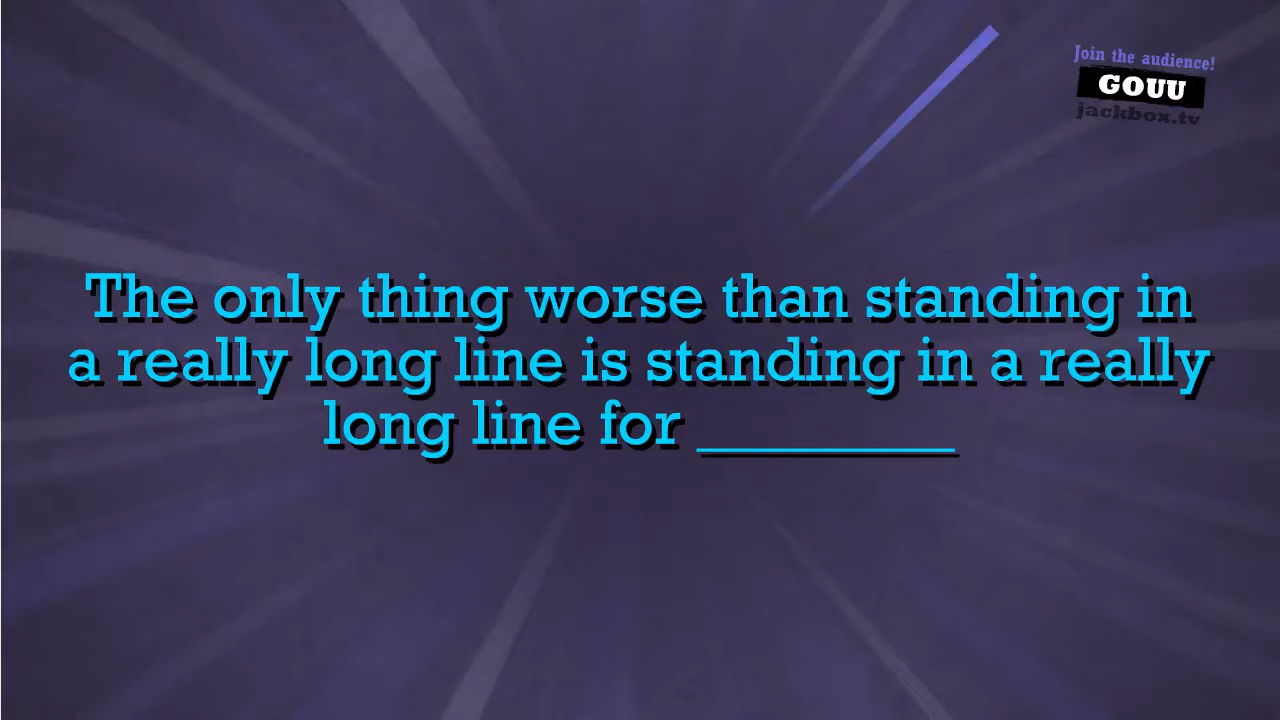 Join the audience!
GOUU
jackbox.tv
The only thing worse than standing in
a really long line is standing in a really
long line for _________